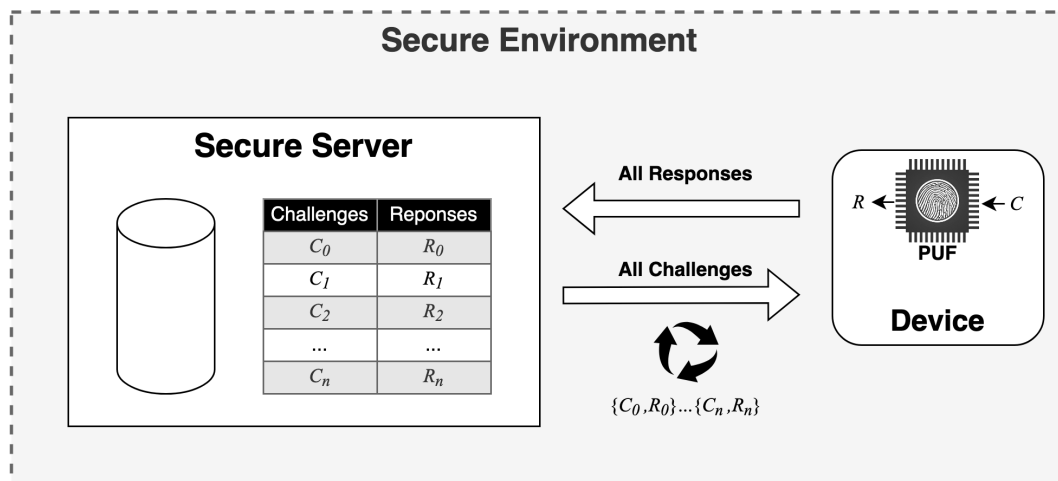 Secure Environment
Secure Server
Challenges Reponses
C0 R0
C1 R1
C2 R2
... ...
Cn Rn
All Responses
All Challenges
{C0,R0}...{Cn,Rn}
R C
PUF
Device